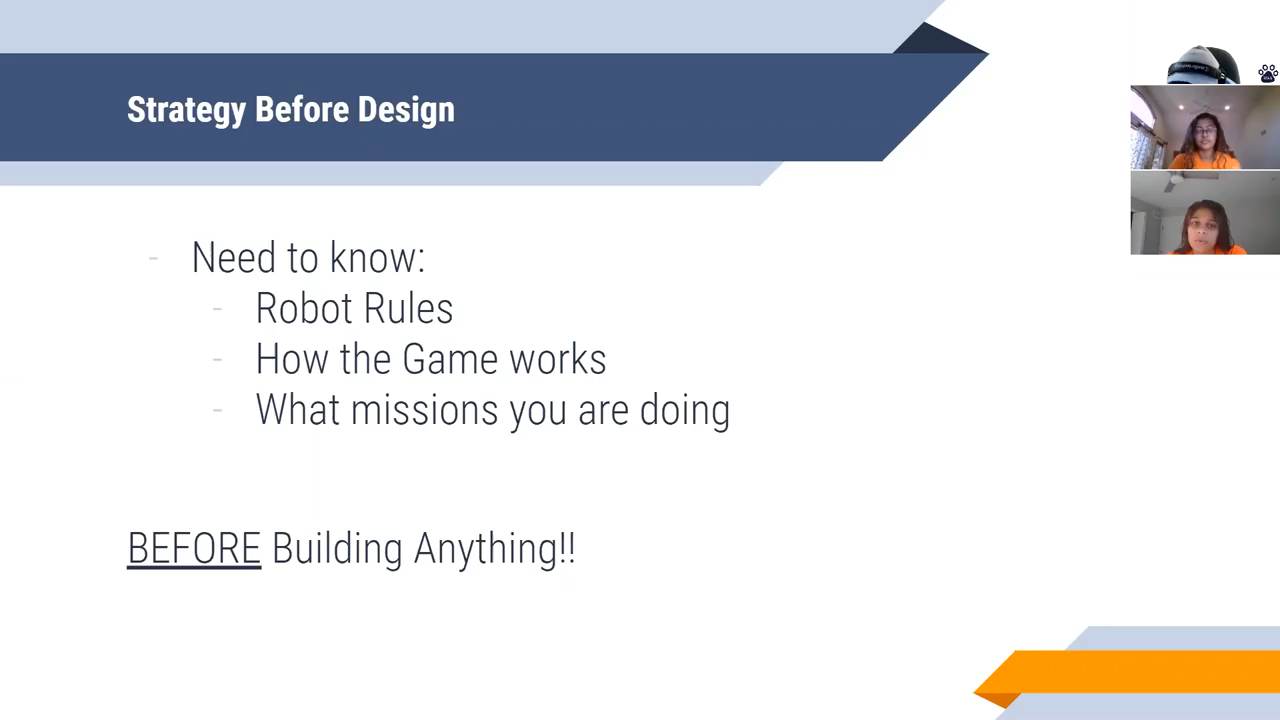 Strategy Before Design
- Need to know:
- Robot Rules
- How the Game works
- What missions you are doing
BEFORE Building Anything!!